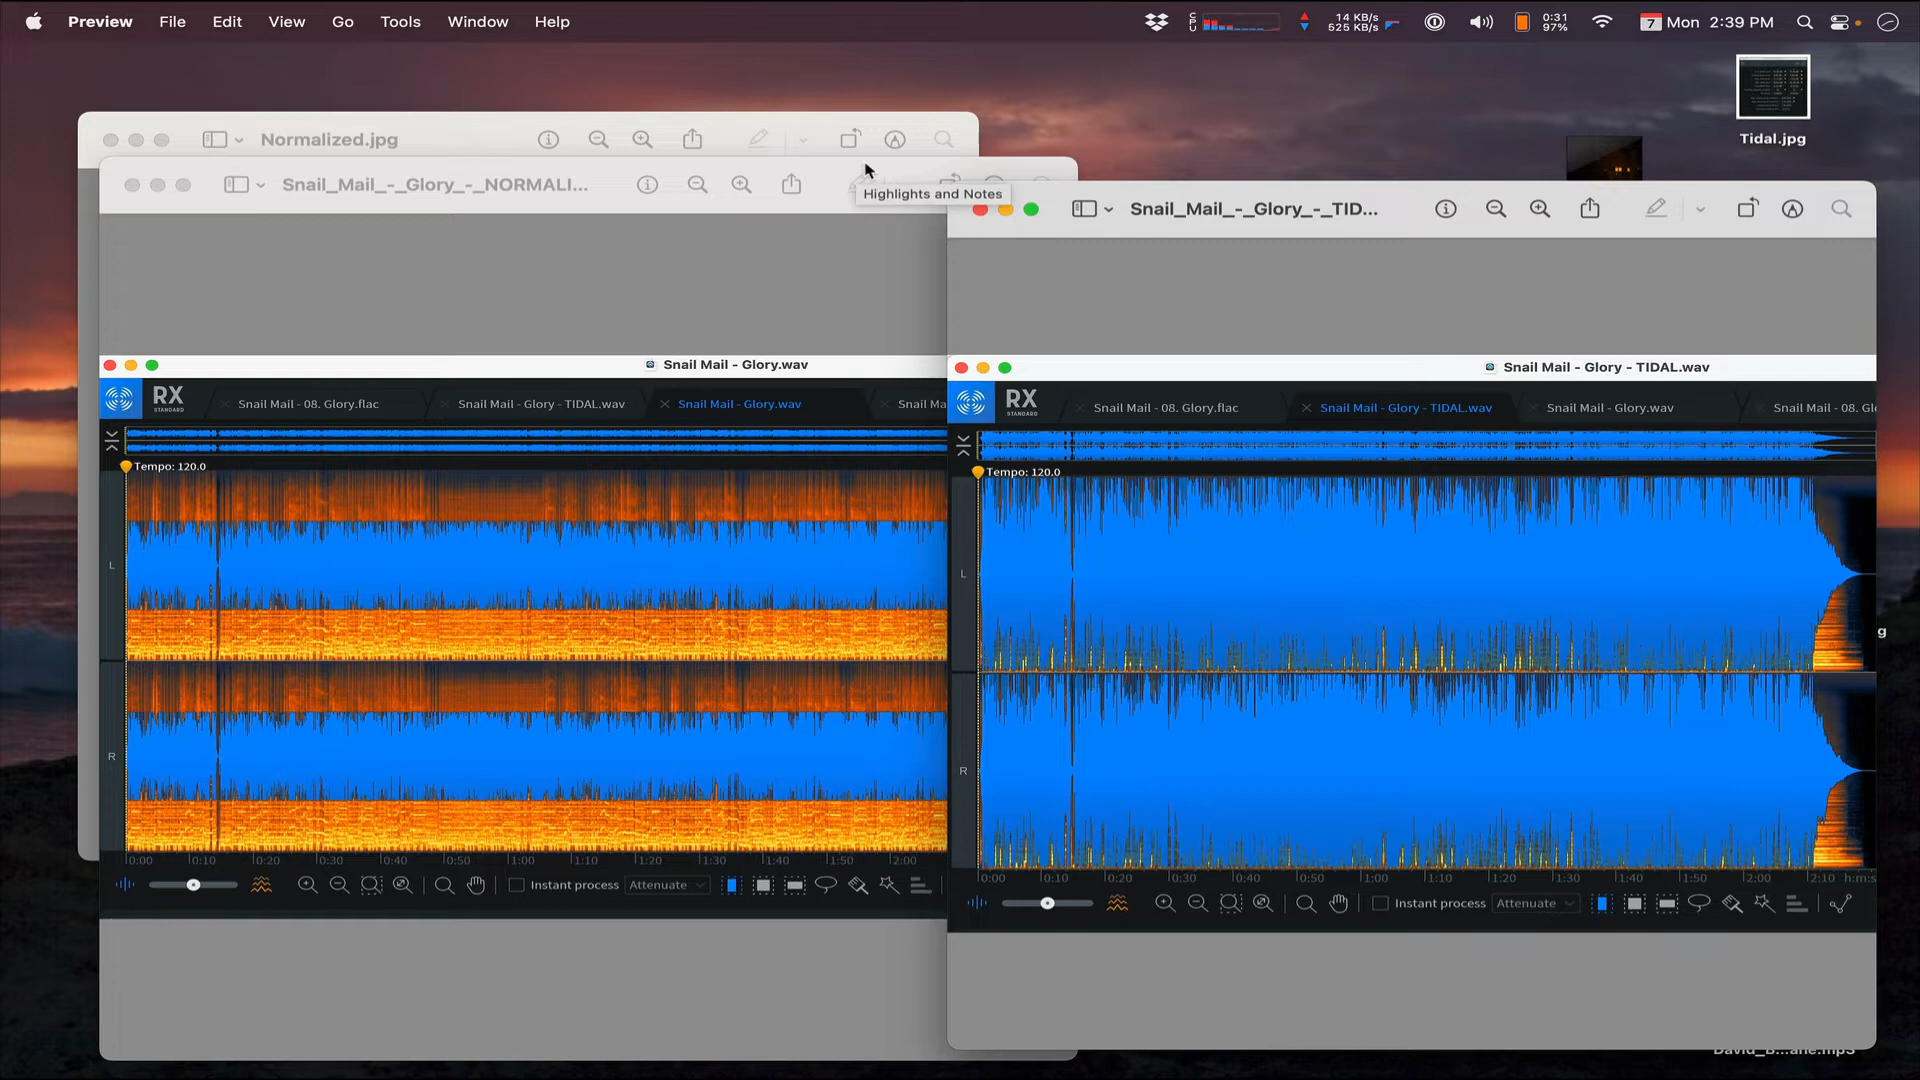 Preview File Edit View Go Tools Window Help
CPU
14 KB/s
525 KB/s
0:31
97%
7 Mon 2:39 PM
Tidal.jpg
Normalized.jpg
Snail_Mail_-_Glory_-_NORMALI...
Highlights and Notes
Snail_Mail_-_Glory_-_TID...
Snail Mail - Glory.wav
RX
STANDARD
Snail Mail - 08. Glory.flac
Snail Mail - Glory - TIDAL.wav
Snail Mail - Glory.wav
Snail Ma
Tempo: 120.0
L
R
0:00 0:10 0:20 0:30 0:40 0:50 1:00 1:10 1:20 1:30 1:40 1:50 2:00
Instant process Attenuate
Snail Mail - Glory - TIDAL.wav
RX
STANDARD
Snail Mail - 08. Glory.flac
Snail Mail - Glory - TIDAL.wav
Snail Mail - Glory.wav
Snail Mail - 08. Gl
Tempo: 120.0
L
R
0:00 0:10 0:20 0:30 0:40 0:50 1:00 1:10 1:20 1:30 1:40 1:50 2:00 2:10 h:m:s
Instant process Attenuate
g